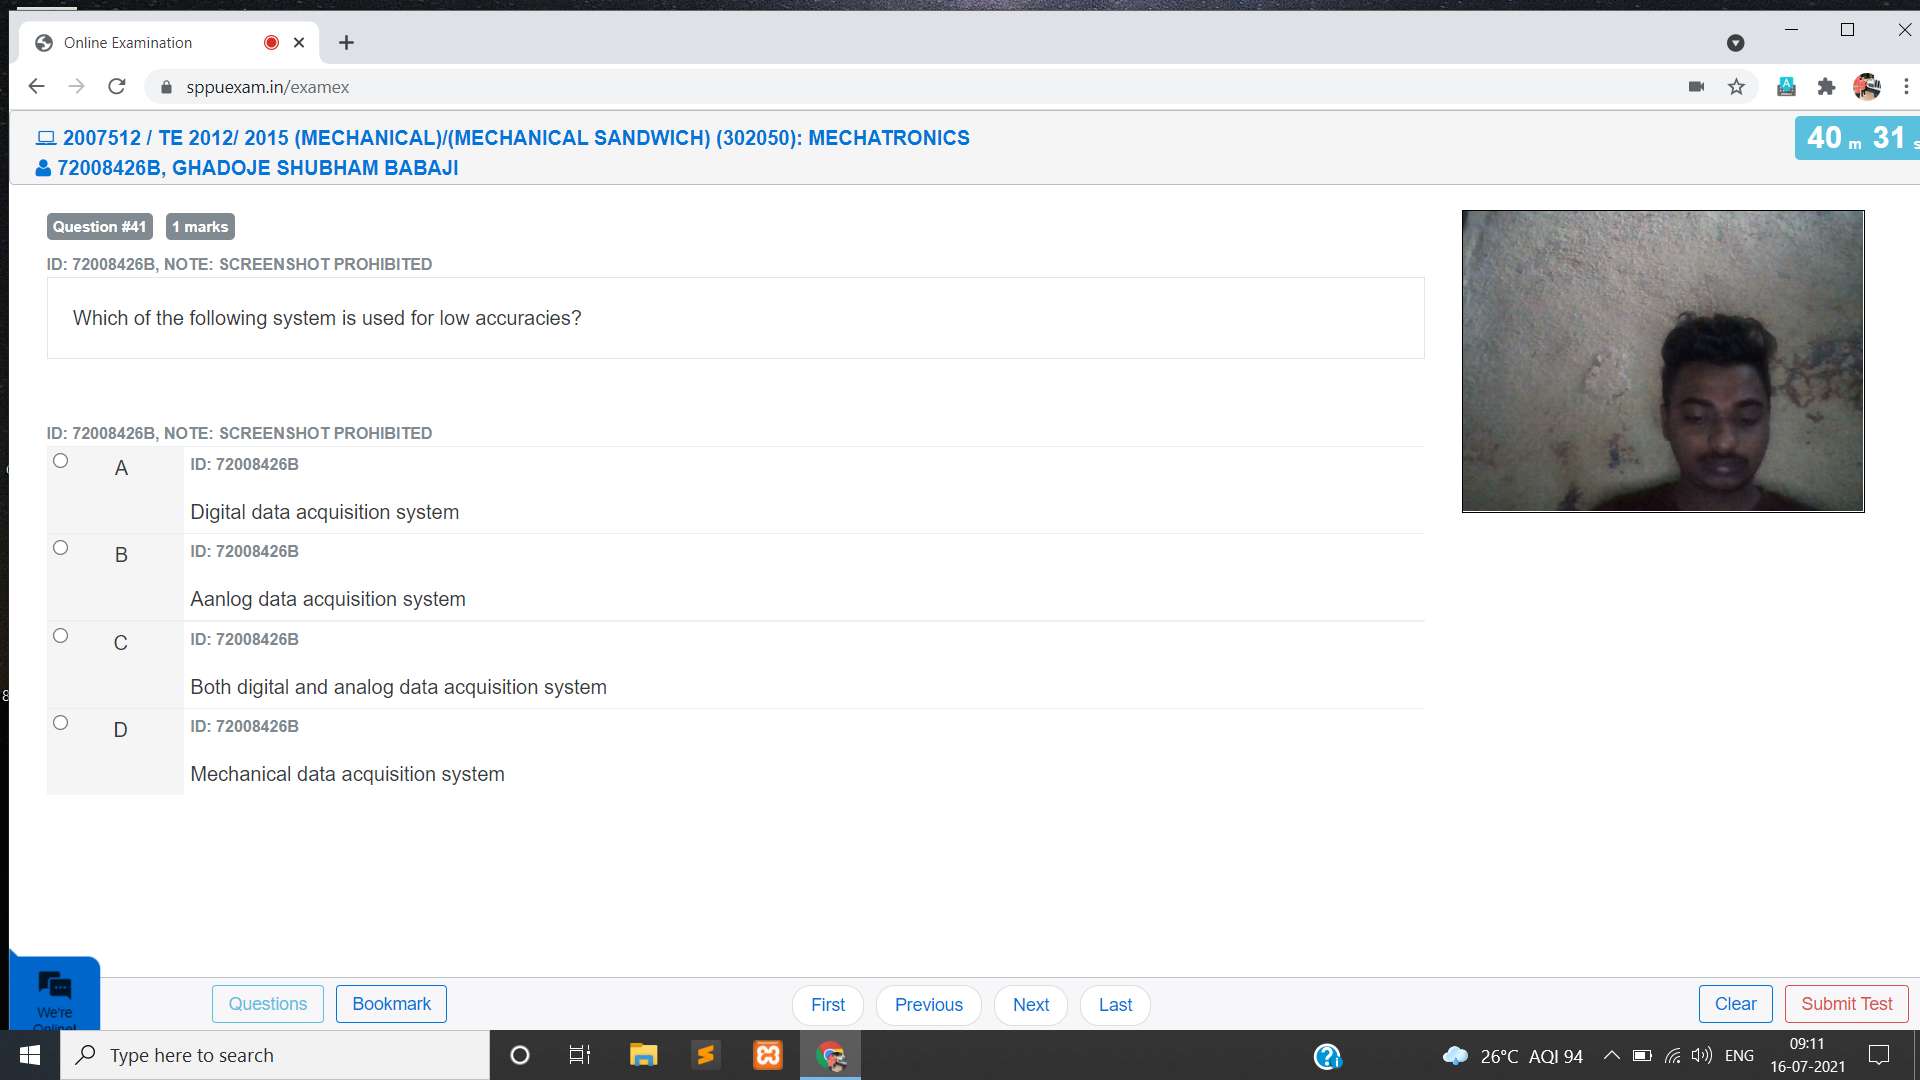 Online Examination
sppuexam.in/examex
2007512 / TE 2012/ 2015 (MECHANICAL)/(MECHANICAL SANDWICH) (302050): MECHATRONICS
40 m 31 s
72008426B, GHADOJE SHUBHAM BABAJI
Question #41 1 marks
ID: 72008426B, NOTE: SCREENSHOT PROHIBITED
Which of the following system is used for low accuracies?
ID: 72008426B, NOTE: SCREENSHOT PROHIBITED
A ID: 72008426B
Digital data acquisition system
B ID: 72008426B
Aanlog data acquisition system
C ID: 72008426B
Both digital and analog data acquisition system
D ID: 72008426B
Mechanical data acquisition system
We're
Online!
Questions Bookmark First Previous Next Last Clear Submit Test
Type here to search
26°C AQI 94 ENG
09:11
16-07-2021